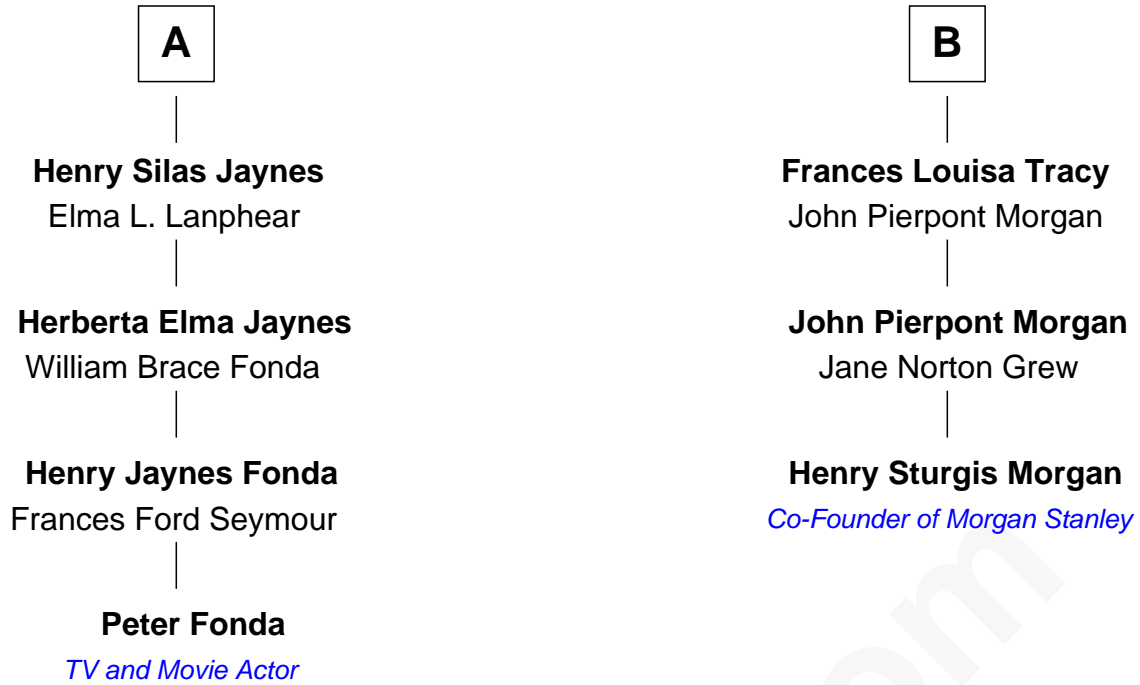 A
Henry Silas Jaynes
Elma L. Lanphear
Herberta Elma Jaynes
William Brace Fonda
Henry Jaynes Fonda
Frances Ford Seymour
Peter Fonda
TV and Movie Actor
B
Frances Louisa Tracy
John Pierpont Morgan
John Pierpont Morgan
Jane Norton Grew
Henry Sturgis Morgan
Co-Founder of Morgan Stanley
om